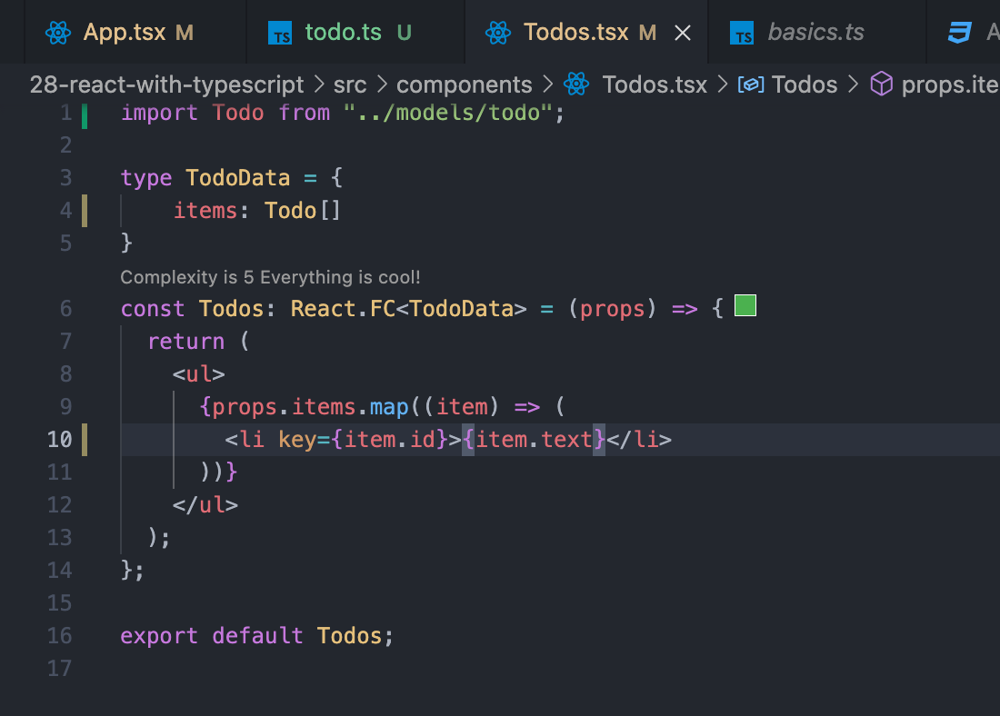 App.tsx M
TS todo.ts U
Todos.tsx M
TS basics.ts
A
28-react-with-typescript > src > components > Todos.tsx > Todos > props.ite
1 import Todo from "../models/todo";
2
3 type TodoData = {
4 items: Todo[]
5 }
Complexity is 5 Everything is cool!
6 const Todos: React.FC<TodoData> = (props) => {
7 return (
8 <ul>
9 {props.items.map((item) => (
10 <li key={item.id}>{item.text}</li>
11 ))}
12 </ul>
13 );
14 };
15
16 export default Todos;
17